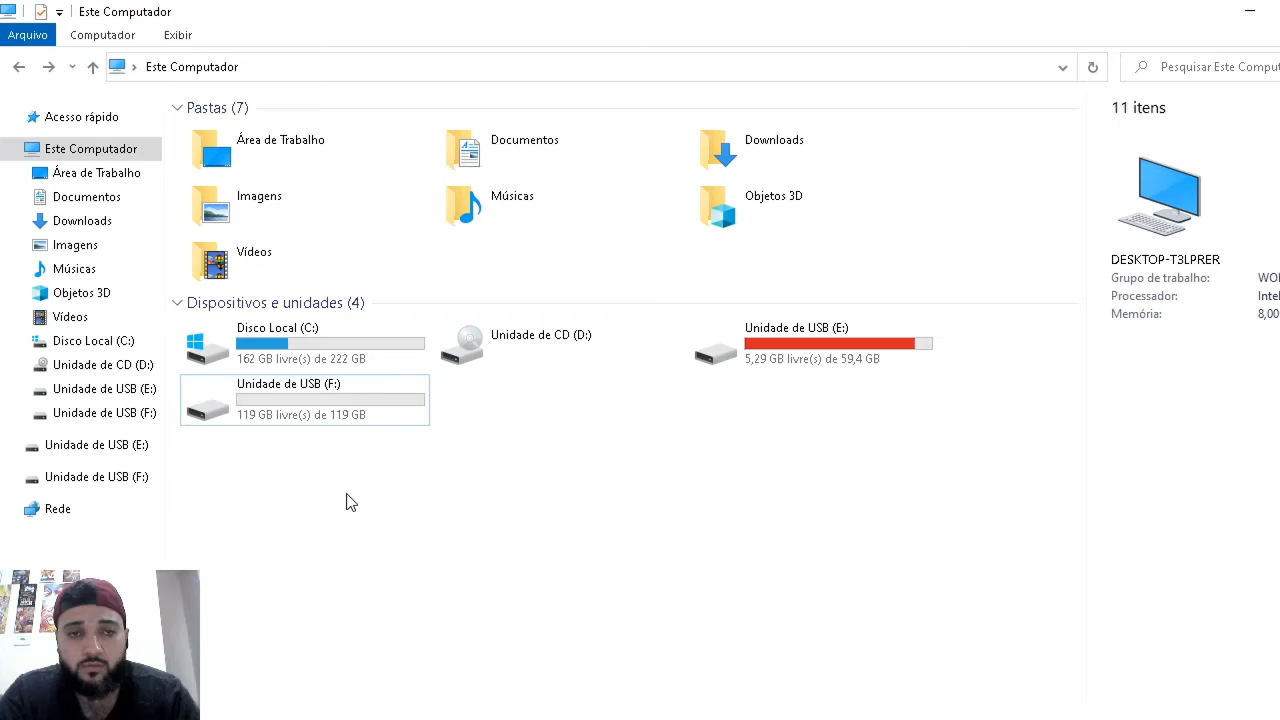 Este Computador
Arquivo Computador Exibir
Este Computador
Pesquisar Este Comput
Acesso rápido
Este Computador
Área de Trabalho
Documentos
Downloads
Imagens
Músicas
Objetos 3D
Vídeos
Disco Local (C:)
Unidade de CD (D:)
Unidade de USB (E:)
Unidade de USB (F:)
Unidade de USB (E:)
Unidade de USB (F:)
Rede
Pastas (7)
Área de Trabalho
Documentos
Downloads
Imagens
Músicas
Objetos 3D
Vídeos
Dispositivos e unidades (4)
Disco Local (C:)
162 GB livre(s) de 222 GB
Unidade de CD (D:)
Unidade de USB (E:)
5,29 GB livre(s) de 59,4 GB
Unidade de USB (F:)
119 GB livre(s) de 119 GB
11 itens
DESKTOP-T3LPRER
Grupo de trabalho: WO
Processador: Intel
Memória: 8,00